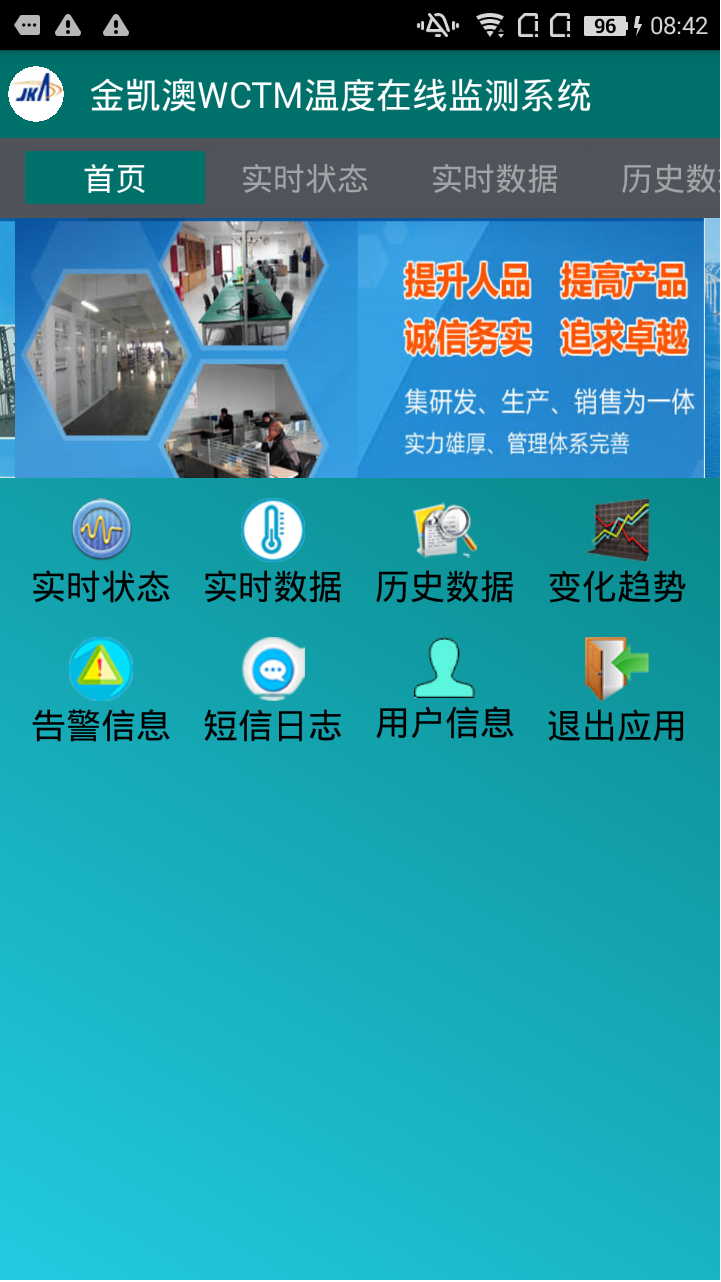 96 08:42
JKA
金凯澳WCTM温度在线监测系统
首页 实时状态 实时数据 历史数
提升人品 提高产品
诚信务实 追求卓越
集研发、生产、销售为一体
实力雄厚、管理体系完善
实时状态 实时数据 历史数据 变化趋势
告警信息 短信日志 用户信息 退出应用